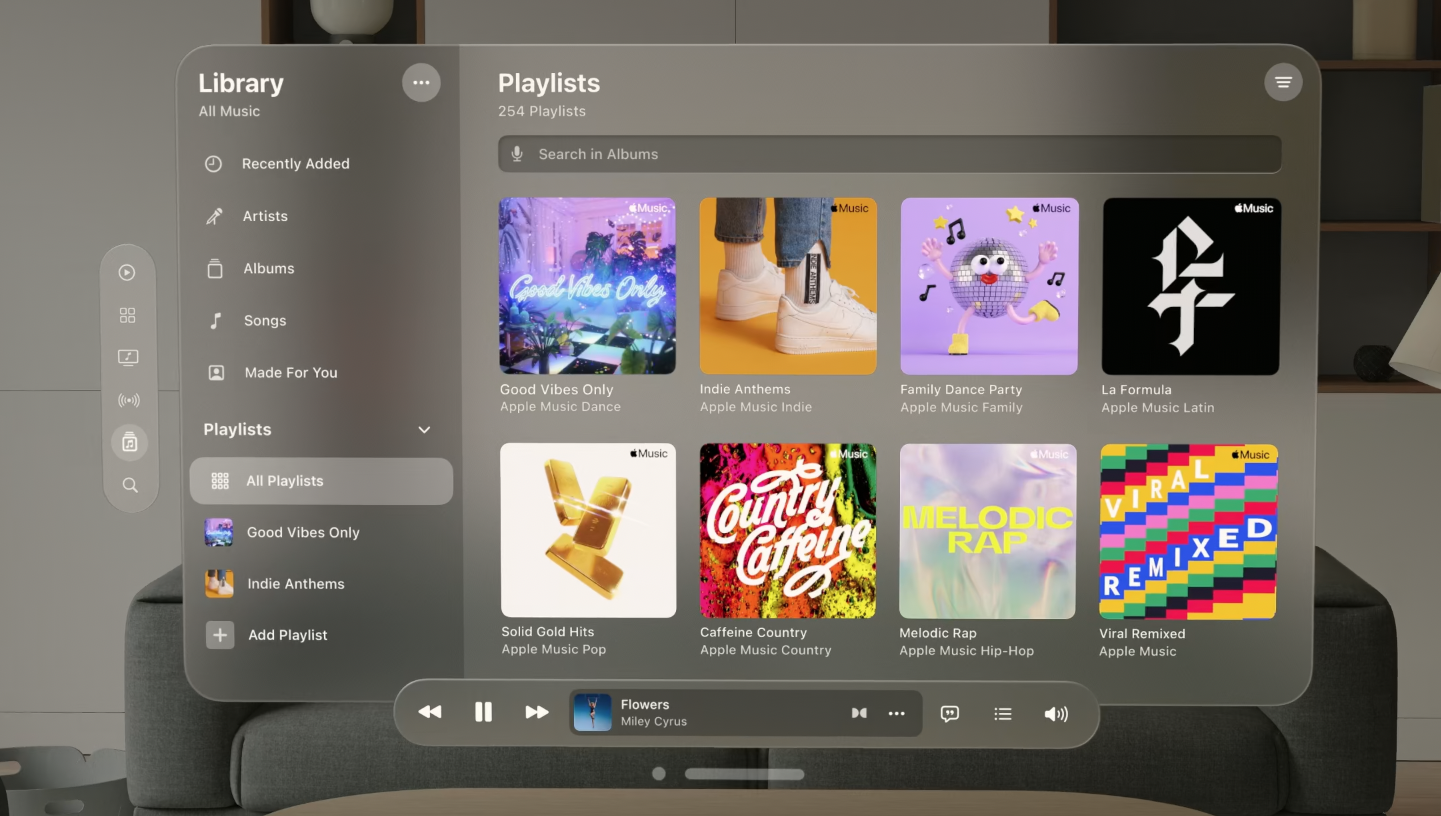 Library
All Music
Recently Added
Artists
Albums
Songs
Made For You
Playlists
All Playlists
Good Vibes Only
Indie Anthems
Add Playlist
Playlists
254 Playlists
Search in Albums
Music
Good Vibes Only
Good Vibes Only
Apple Music Dance
Music
Indie Anthems
Apple Music Indie
Music
Family Dance Party
Apple Music Family
Music
La Formula
Apple Music Latin
Music
Solid Gold Hits
Apple Music Pop
Music
Country
Caffeine
Caffeine Country
Apple Music Country
Music
MELODIC
RAP
Melodic Rap
Apple Music Hip-Hop
Music
VIRAL
REMIXED
Viral Remixed
Apple Music
Flowers
Miley Cyrus